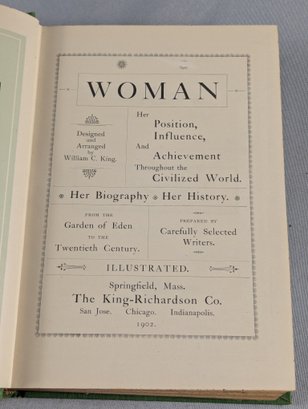 WOMAN
Her
Position,
Influence,
And
Achievement
Throughout the
Civilized World.
Designed
and
Arranged
by
William C. King.
Her Biography Her History.
FROM THE
Garden of Eden
TO THE
Twentieth Century.
PREPARED BY
Carefully Selected
Writers.
ILLUSTRATED.
Springfield, Mass.
The King-Richardson Co.
San Jose. Chicago. Indianapolis.
1902.